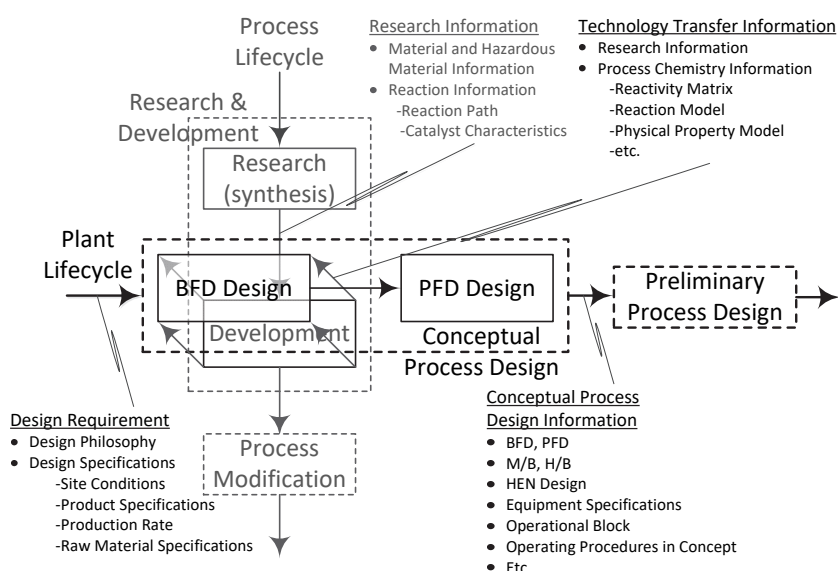 Process
Lifecycle
Research Information
• Material and Hazardous
Material Information
• Reaction Information
-Reaction Path
-Catalyst Characteristics
Technology Transfer Information
• Research Information
• Process Chemistry Information
-Reactivity Matrix
-Reaction Model
-Physical Property Model
-etc.
Research &
Development
Research
(synthesis)
Plant
Lifecycle
BFD Design
PFD Design
Development
Conceptual
Process Design
Preliminary
Process Design
Design Requirement
• Design Philosophy
• Design Specifications
-Site Conditions
-Product Specifications
-Production Rate
-Raw Material Specifications
Process
Modification
Conceptual Process
Design Information
• BFD, PFD
• M/B, H/B
• HEN Design
• Equipment Specifications
• Operational Block
• Operating Procedures in Concept
• Etc